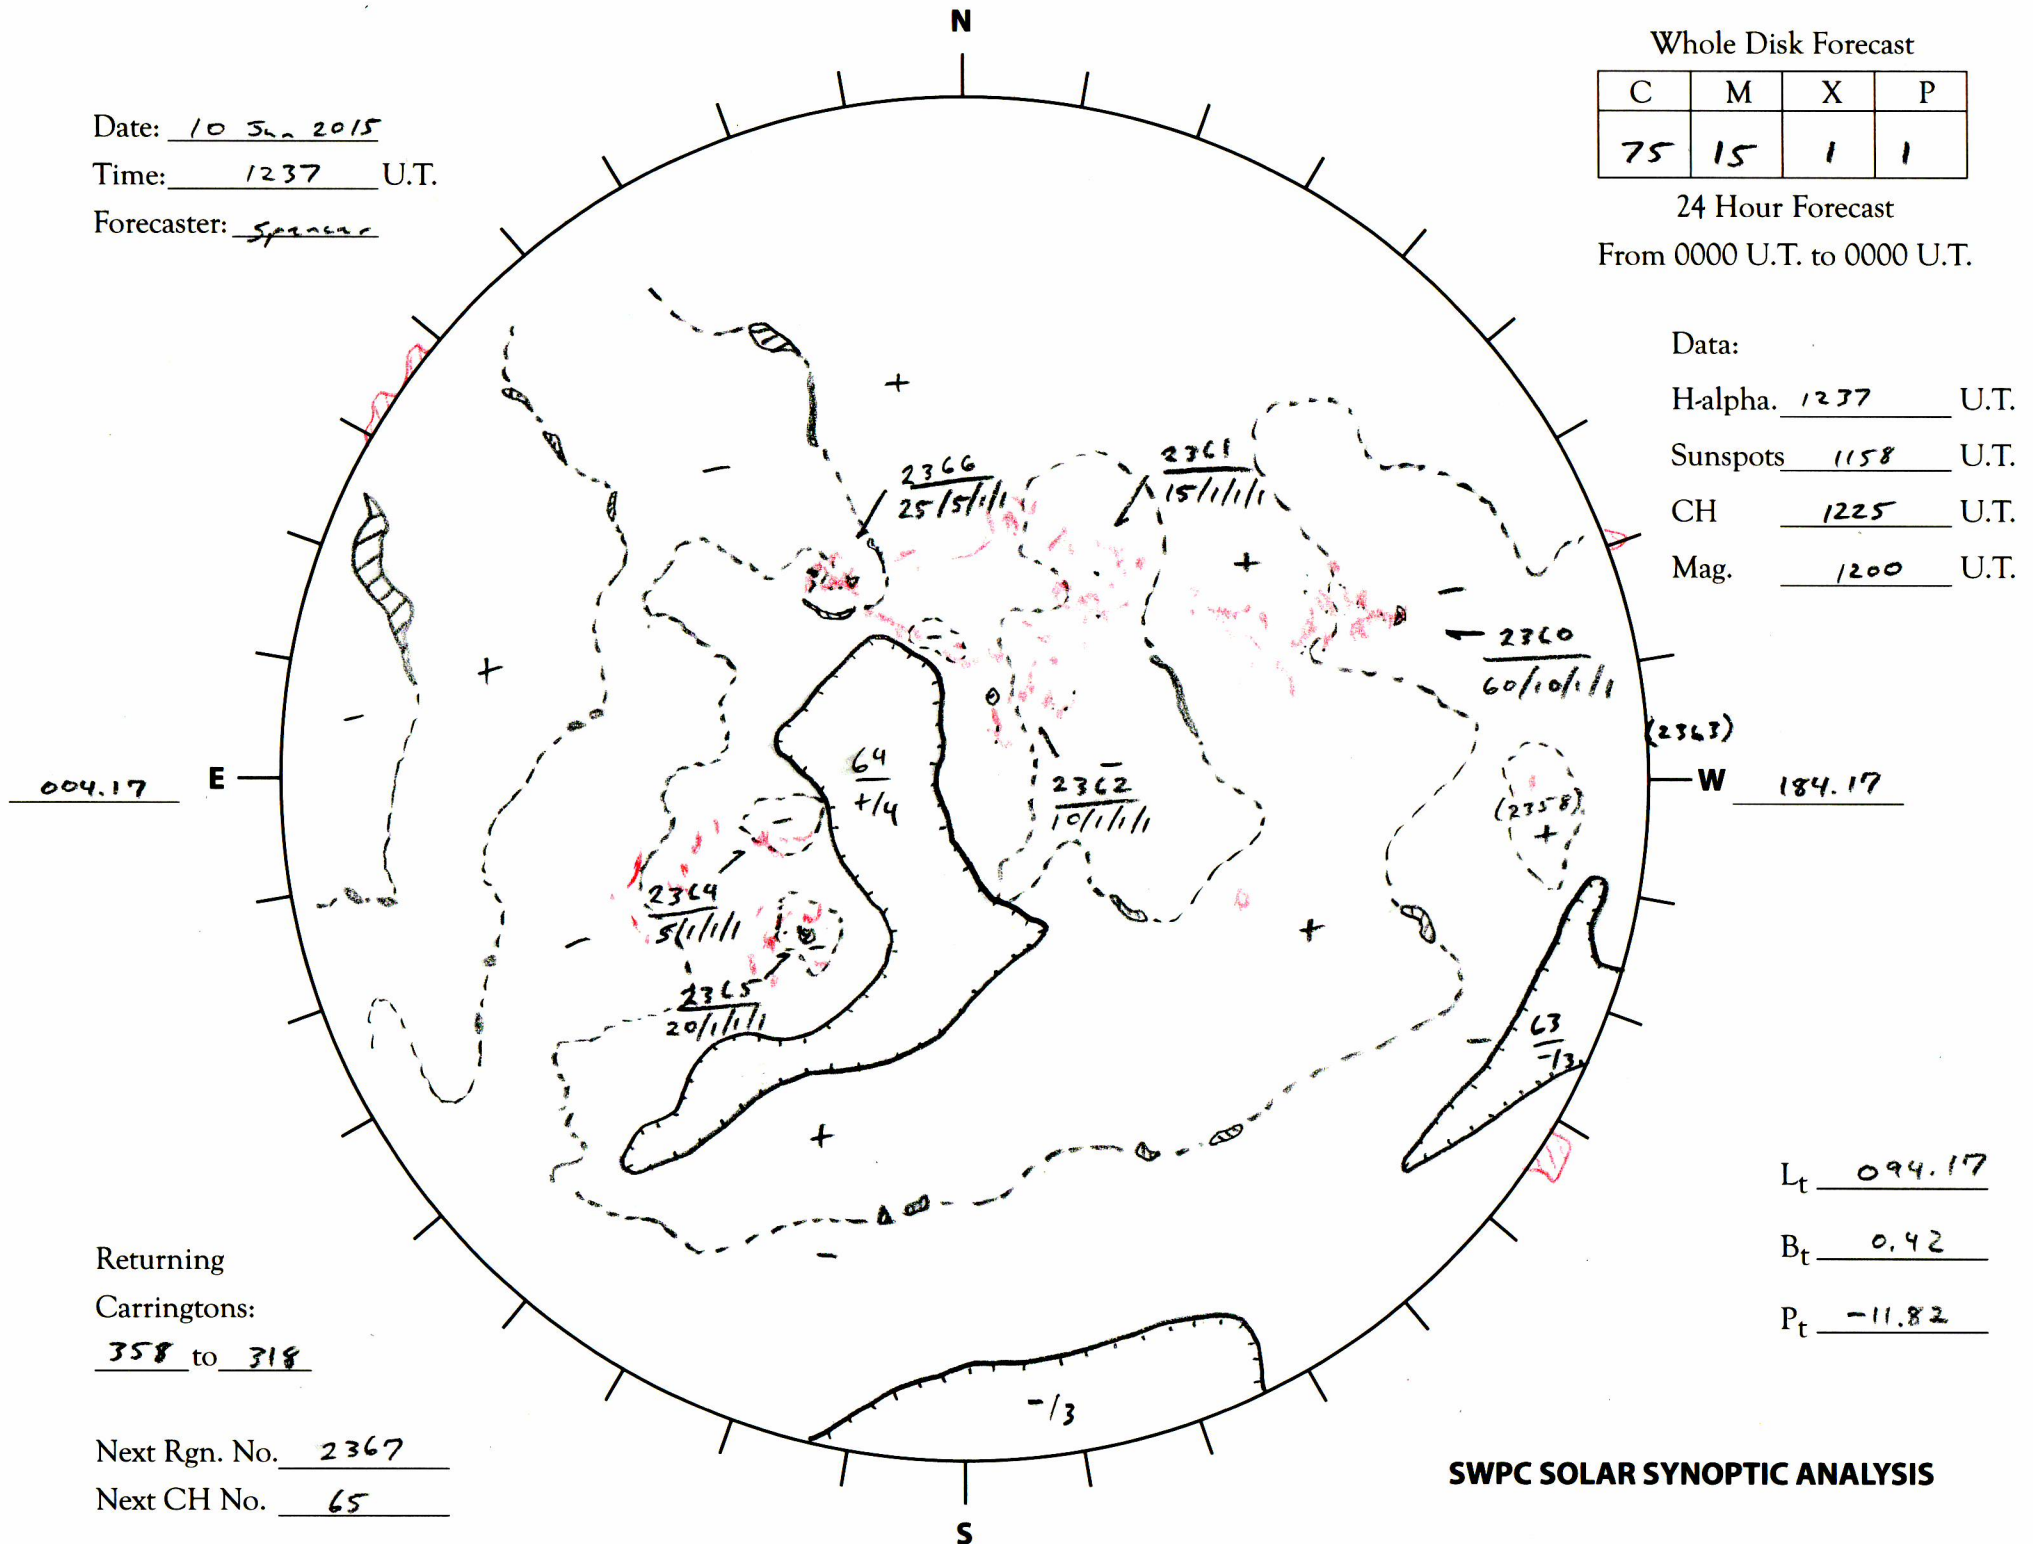 N
Whole Disk Forecast
C M X P
75 15 1 1
24 Hour Forecast
From 0000 U.T. to 0000 U.T.
Date: 10 Jun 2015
Time: 1237 U.T.
Forecaster: Spencer
Data:
H-alpha. 1237 U.T.
Sunspots 1158 U.T.
CH 1225 U.T.
Mag. 1200 U.T.
+
−
2366
25/5/1/1
2361
15/1/1/1
+
−
2360
60/10/1/1
+
−
(2363)
004.17 E
W 184.17
64
+/4
2362
10/1/1/1
(2358)
+
−
−
2364
5/1/1/1
−
+
2365
20/1/1/1
−
63
-/3
+
−
-/3
Lt 094.17
Bt 0.42
Pt -11.82
Returning
Carringtons:
358 to 318
Next Rgn. No. 2367
Next CH No. 65
SWPC SOLAR SYNOPTIC ANALYSIS
S